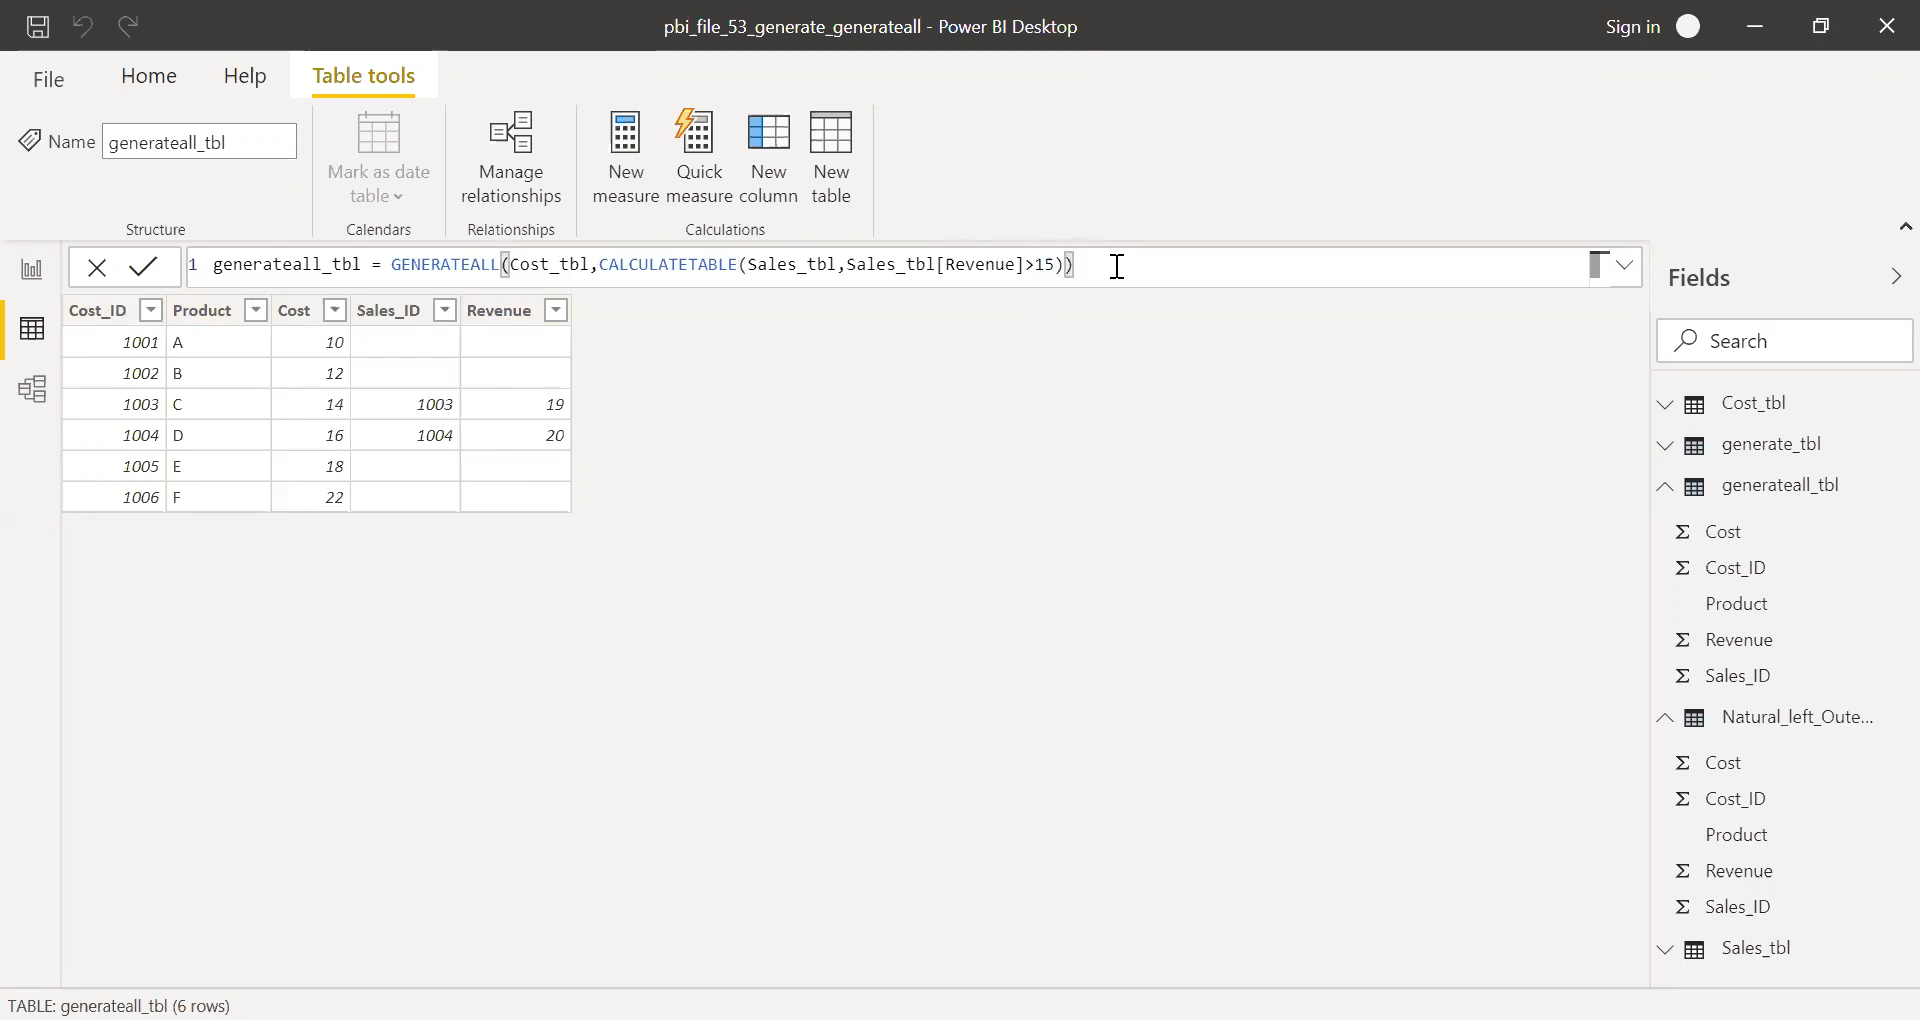 pbi_file_53_generate_generateall - Power BI Desktop
Sign in
File Home Help Table tools
Name generateall_tbl
Mark as date table
Manage relationships
New measure
Quick measure
New column
New table
Structure Calendars Relationships Calculations
1 generateall_tbl = GENERATEALL(Cost_tbl,CALCULATETABLE(Sales_tbl,Sales_tbl[Revenue]>15))
Cost_ID Product Cost Sales_ID Revenue
1001 A 10
1002 B 12
1003 C 14 1003 19
1004 D 16 1004 20
1005 E 18
1006 F 22
Fields
Search
Cost_tbl
generate_tbl
generateall_tbl
Σ Cost
Σ Cost_ID
Product
Σ Revenue
Σ Sales_ID
Natural_left_Oute...
Σ Cost
Σ Cost_ID
Product
Σ Revenue
Σ Sales_ID
Sales_tbl
TABLE: generateall_tbl (6 rows)